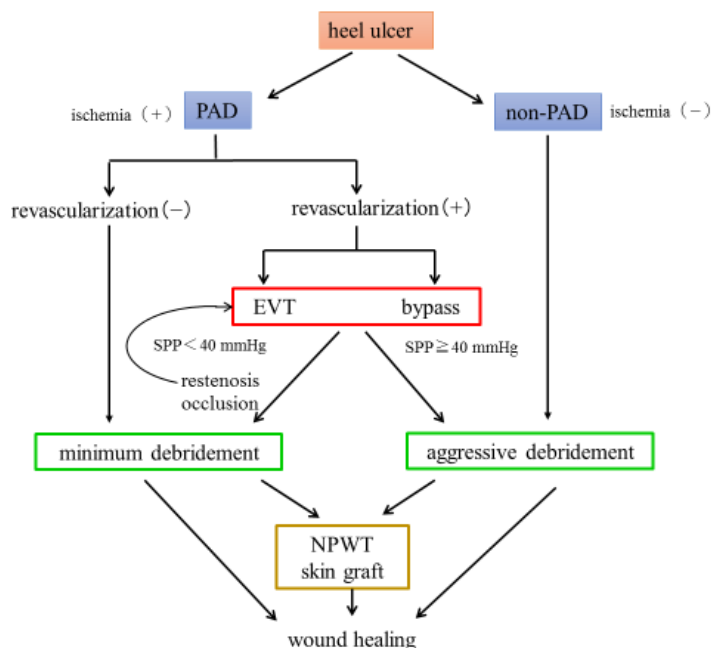 heel ulcer
ischemia (+)
PAD
non-PAD
ischemia (−)
revascularization(−)
revascularization(+)
EVT
bypass
SPP＜40 mmHg
SPP≧40 mmHg
restenosis
occlusion
minimum debridement
aggressive debridement
NPWT
skin graft
wound healing